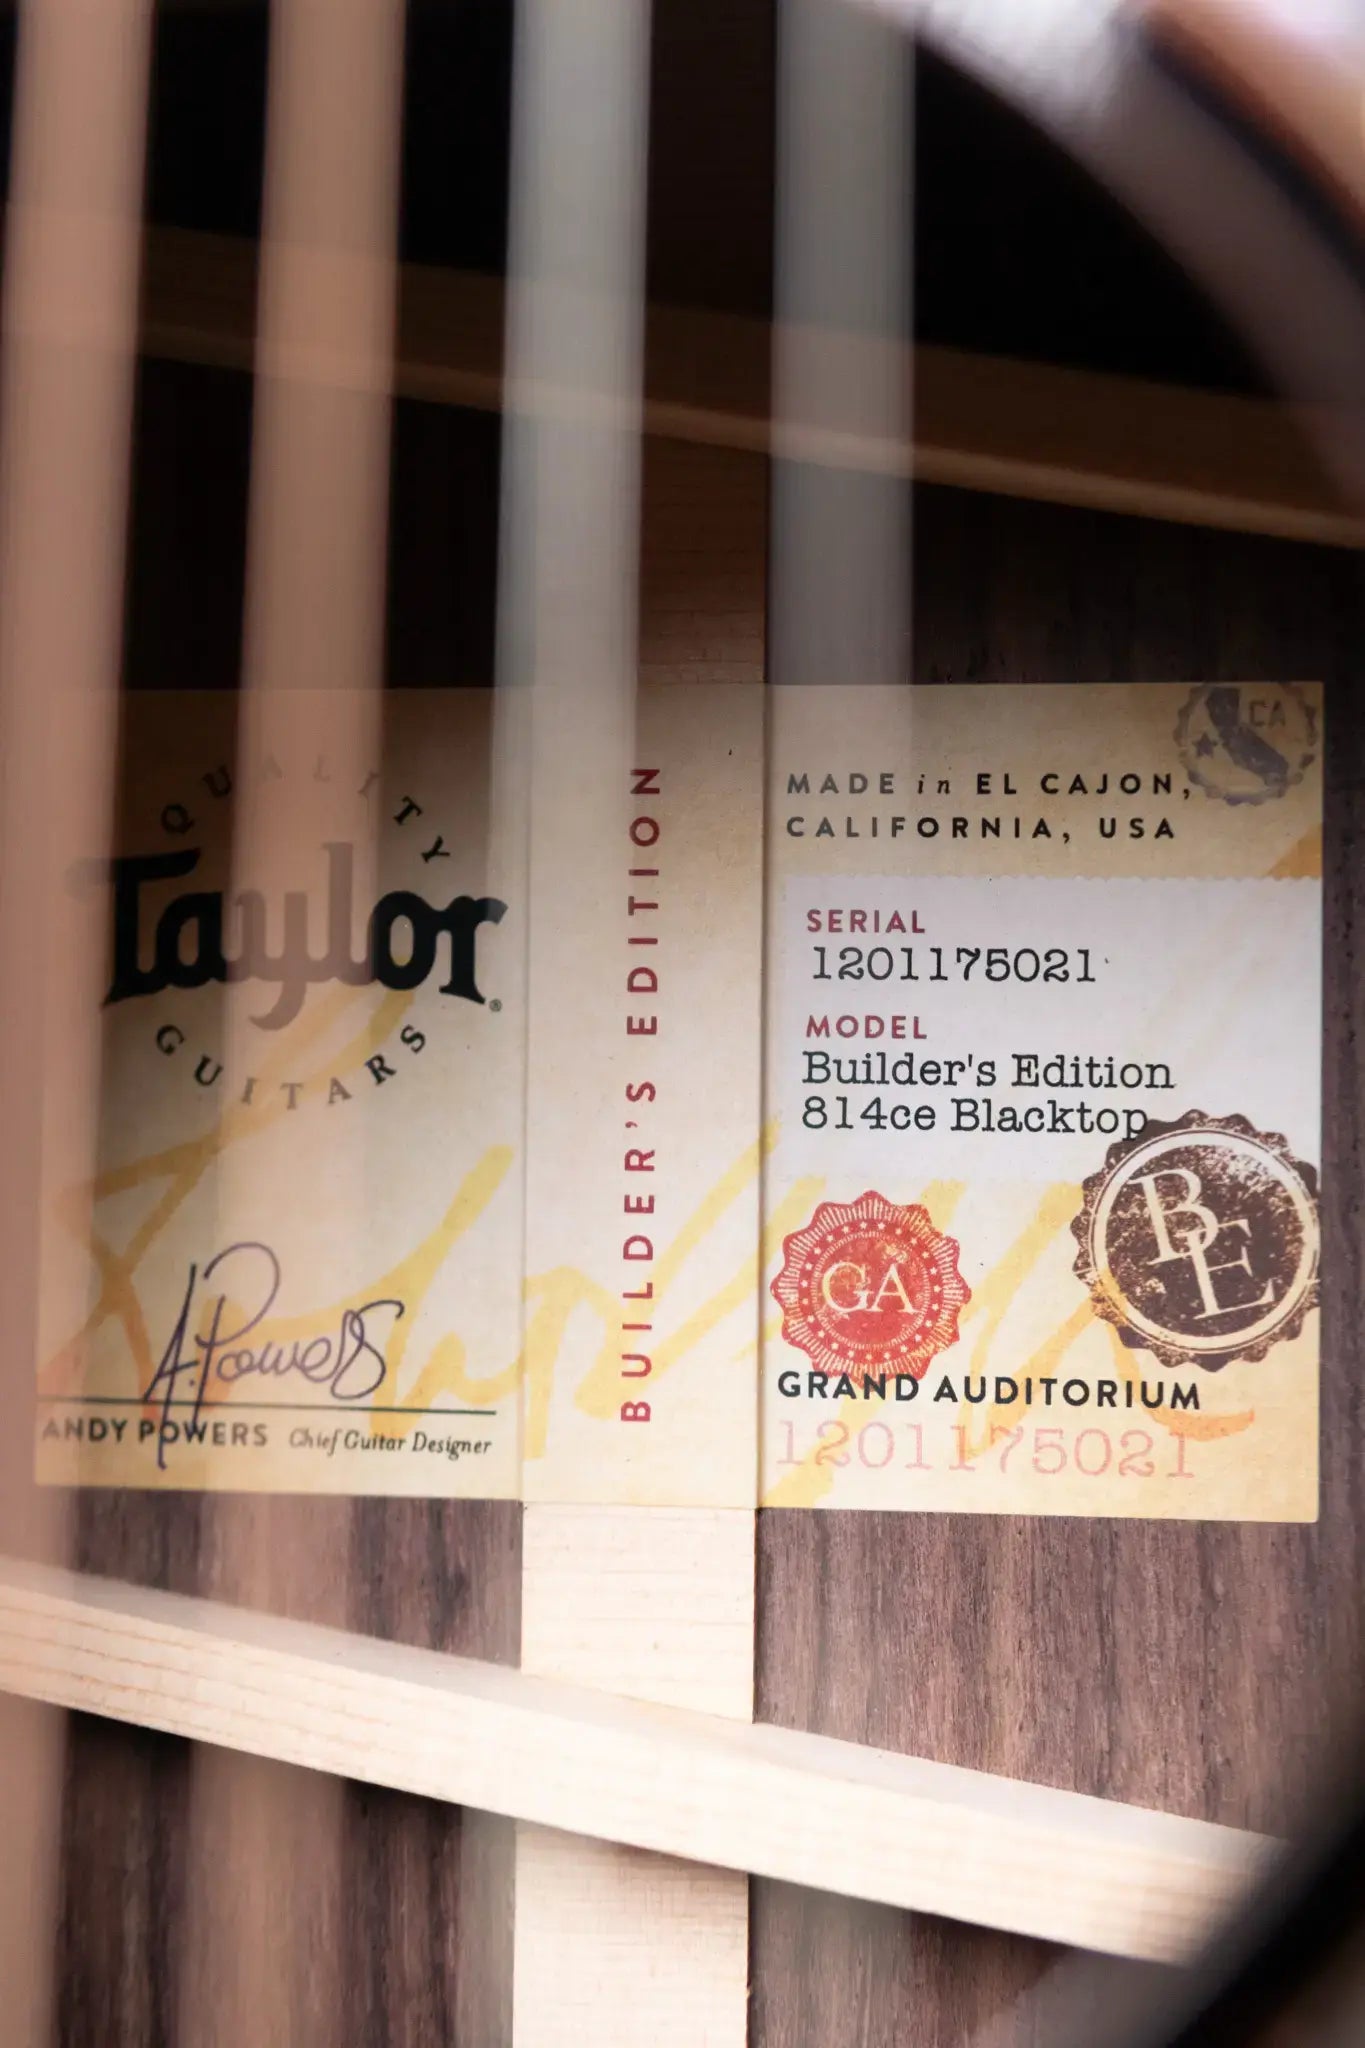 QUALITY
Taylor®
GUITARS
A. Powers
ANDY POWERS Chief Guitar Designer
BUILDER'S EDITION
CA
MADE in EL CAJON,
CALIFORNIA, USA
SERIAL
1201175021
MODEL
Builder's Edition
814ce Blacktop
GA
BE
GRAND AUDITORIUM
1201175021